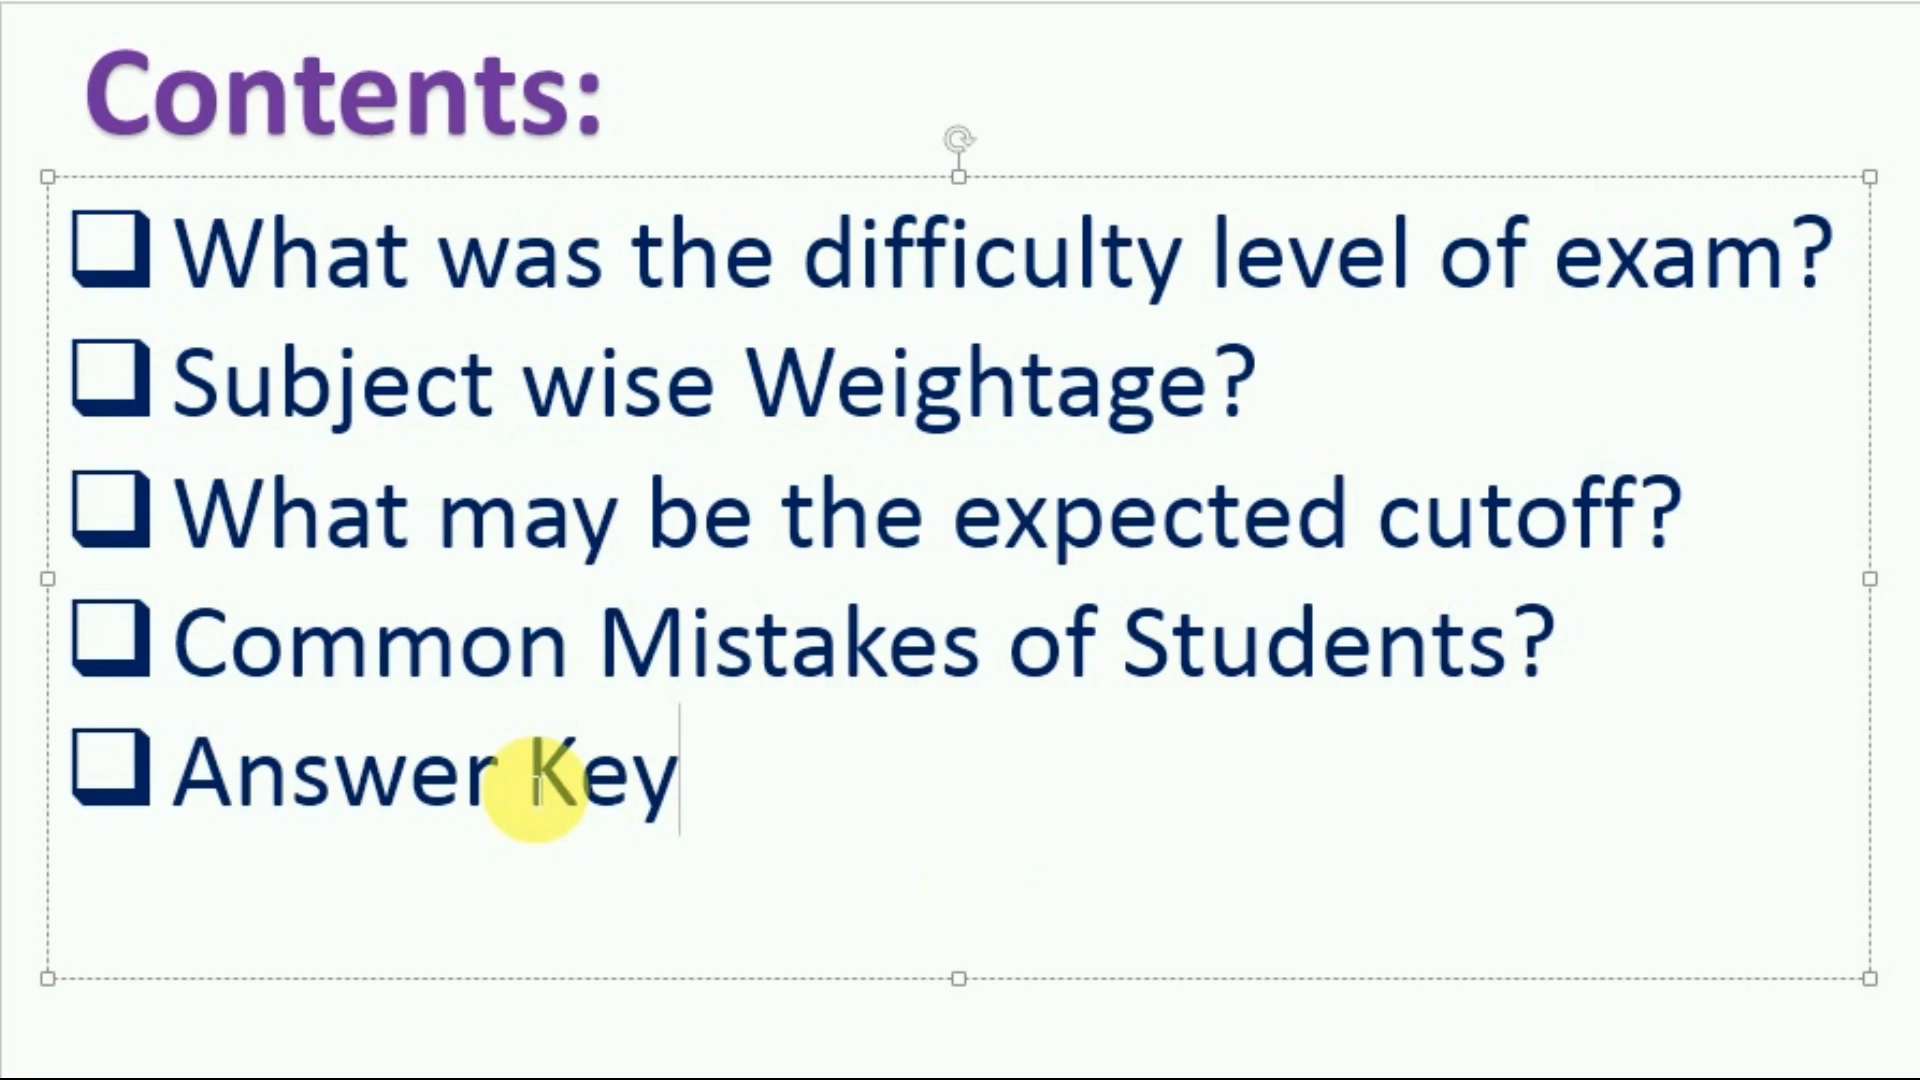 Contents:
What was the difficulty level of exam?
Subject wise Weightage?
What may be the expected cutoff?
Common Mistakes of Students?
Answer Key